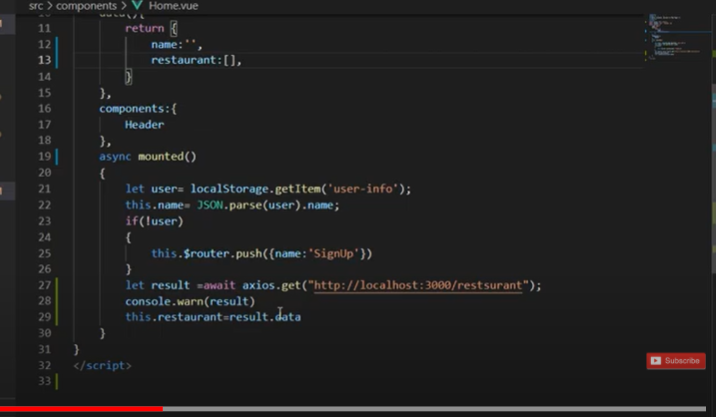 src > components > Home.vue
10 data(){
11 return {
12 name:'',
13 restaurant:[],
14 }
15 },
16 components:{
17 Header
18 },
19 async mounted()
20 {
21 let user= localStorage.getItem('user-info');
22 this.name= JSON.parse(user).name;
23 if(!user)
24 {
25 this.$router.push({name:'SignUp'})
26 }
27 let result =await axios.get("http://localhost:3000/restsurant");
28 console.warn(result)
29 this.restaurant=result.data
30 }
31 }
32 </script>
33
Subscribe